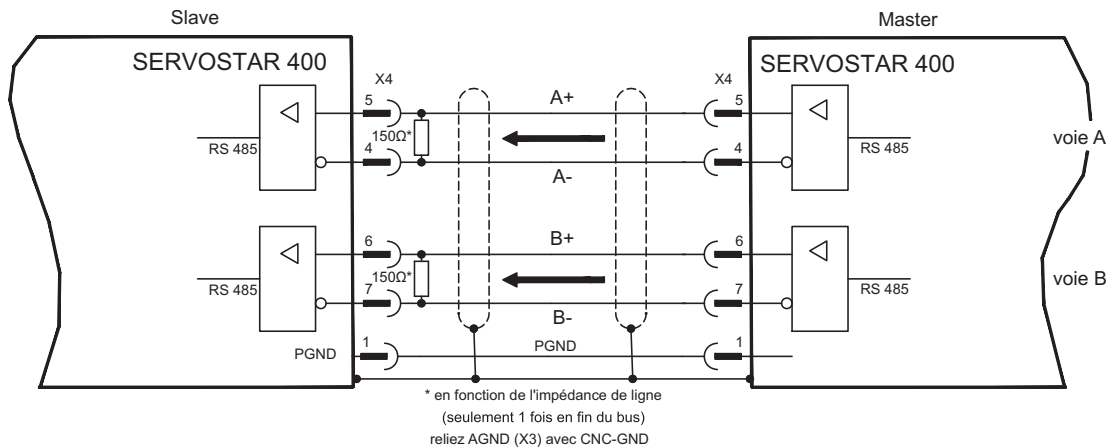 Slave
Master
SERVOSTAR 400
SERVOSTAR 400
X4
X4
5
A+
5
150Ω*
RS 485
RS 485
voie A
4
4
A-
6
B+
6
150Ω*
RS 485
RS 485
voie B
7
7
B-
PGND
1
PGND
1
* en fonction de l'impédance de ligne
(seulement 1 fois en fin du bus)
reliez AGND (X3) avec CNC-GND